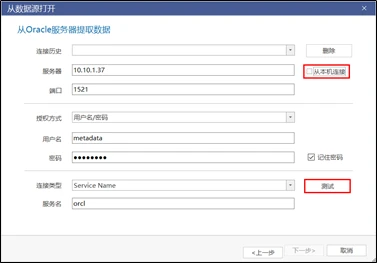 从数据源打开
从Oracle服务器提取数据
连接历史
删除
服务器 10.10.1.37
从本机连接
端口 1521
授权方式 用户名/密码
用户名 metadata
密码 ●●●●●●●●
记住密码
连接类型 Service Name
测试
服务名 orcl
<上一步 下一步> 取消